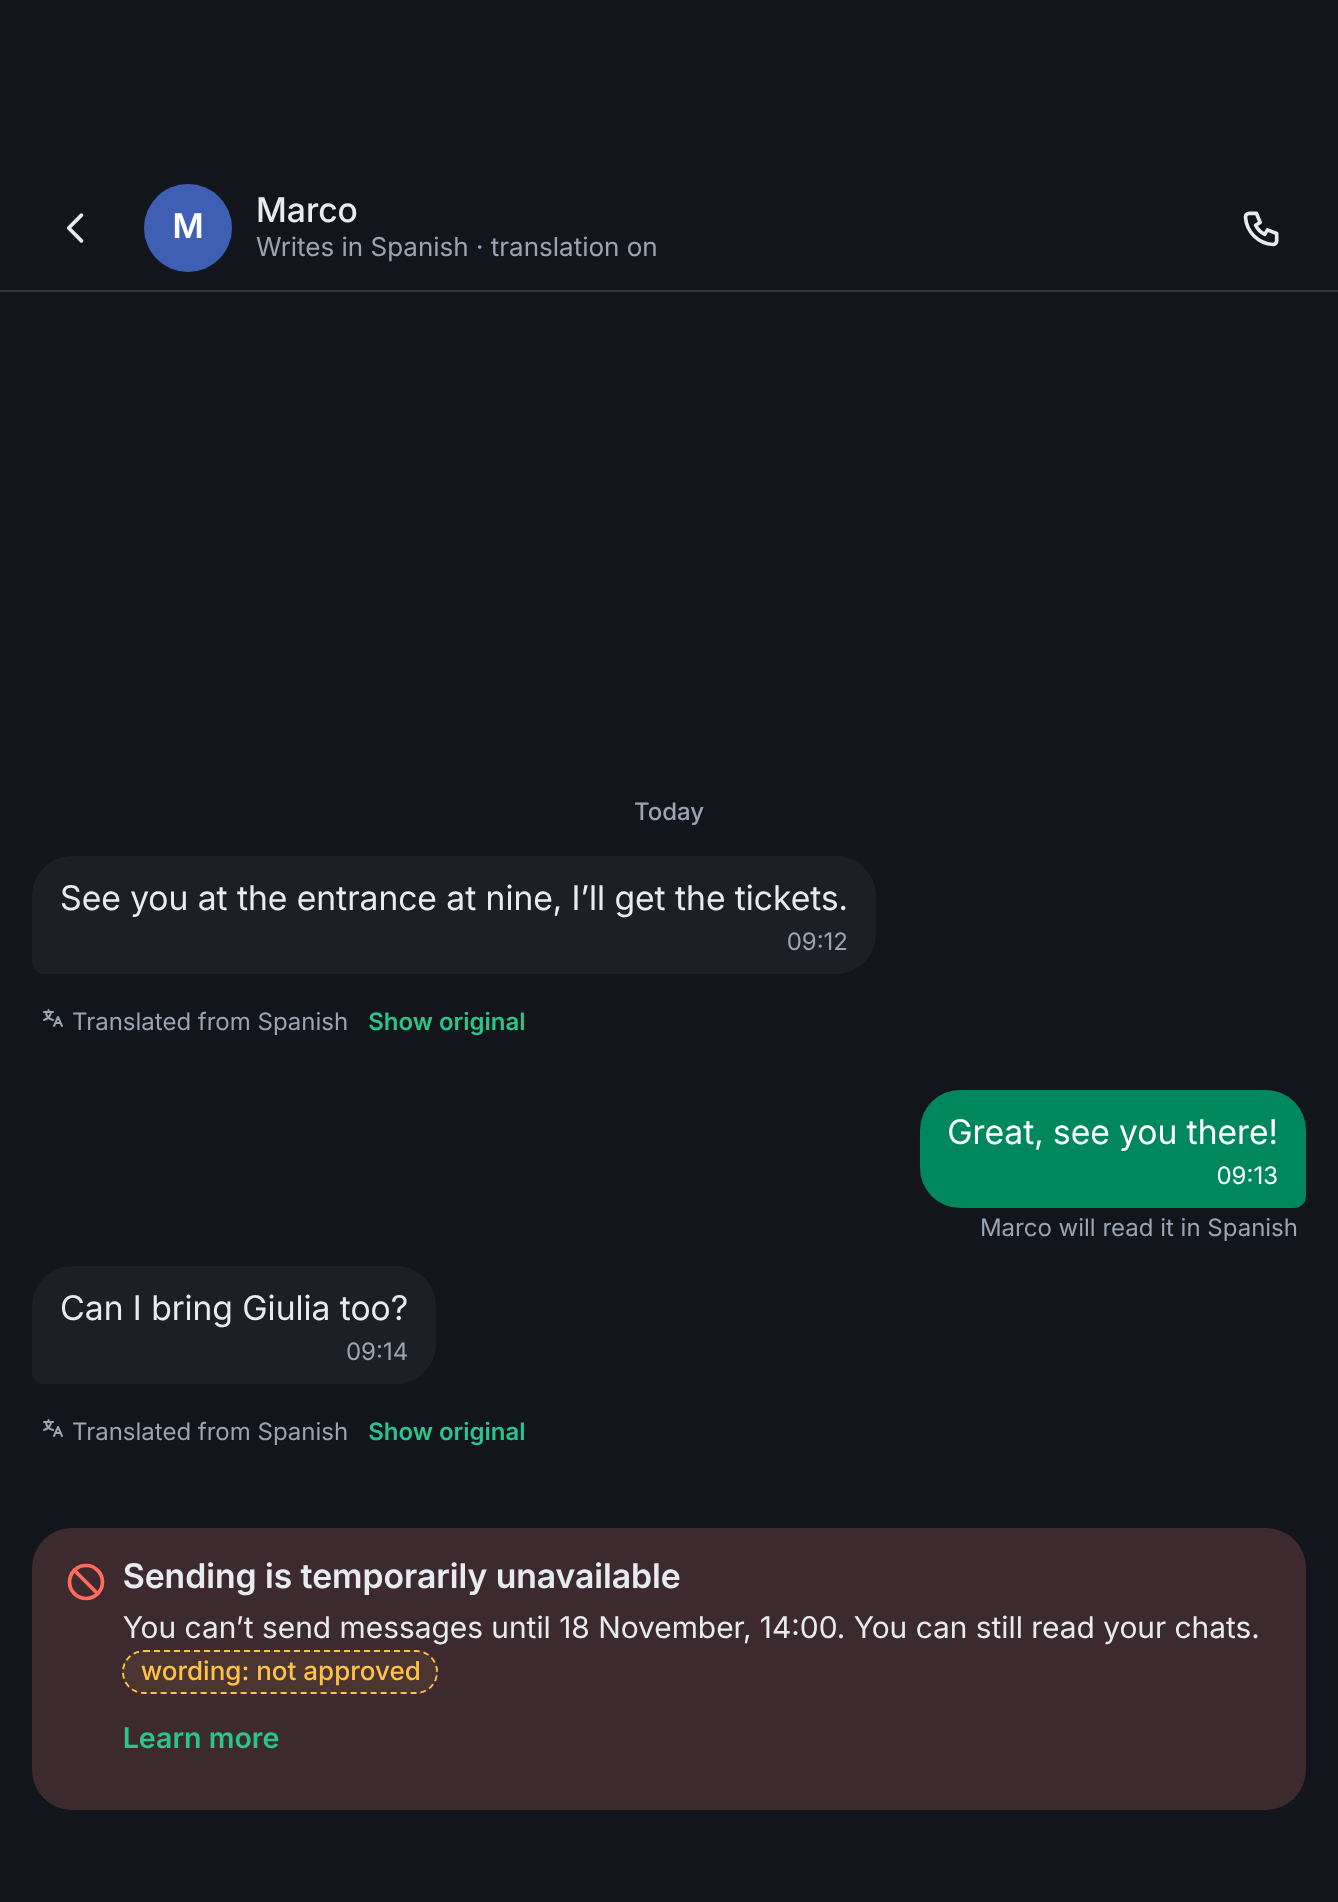 M
Marco
Writes in Spanish · translation on
Today
See you at the entrance at nine, I’ll get the tickets.
09:12
Translated from Spanish Show original
Great, see you there!
09:13
Marco will read it in Spanish
Can I bring Giulia too?
09:14
Translated from Spanish Show original
Sending is temporarily unavailable
You can’t send messages until 18 November, 14:00. You can still read your chats.
wording: not approved
Learn more